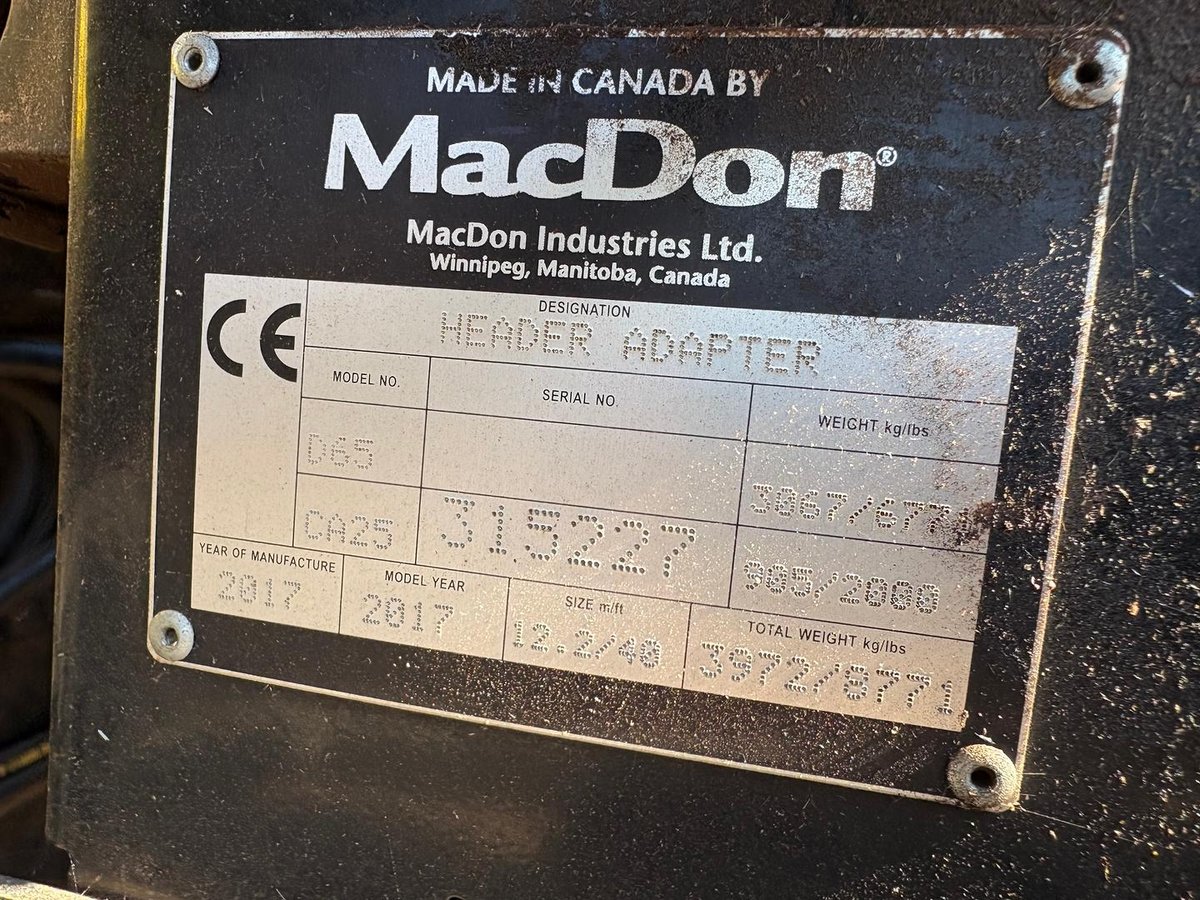 MADE IN CANADA BY
MacDon®
MacDon Industries Ltd.
Winnipeg, Manitoba, Canada
CE
DESIGNATION
HEADER ADAPTER
MODEL NO.
SERIAL NO.
WEIGHT kg/lbs
D65
3067/6771
CA25
315227
905/2000
YEAR OF MANUFACTURE
2017
MODEL YEAR
2017
SIZE m/ft
12.2/40
TOTAL WEIGHT kg/lbs
3972/8771